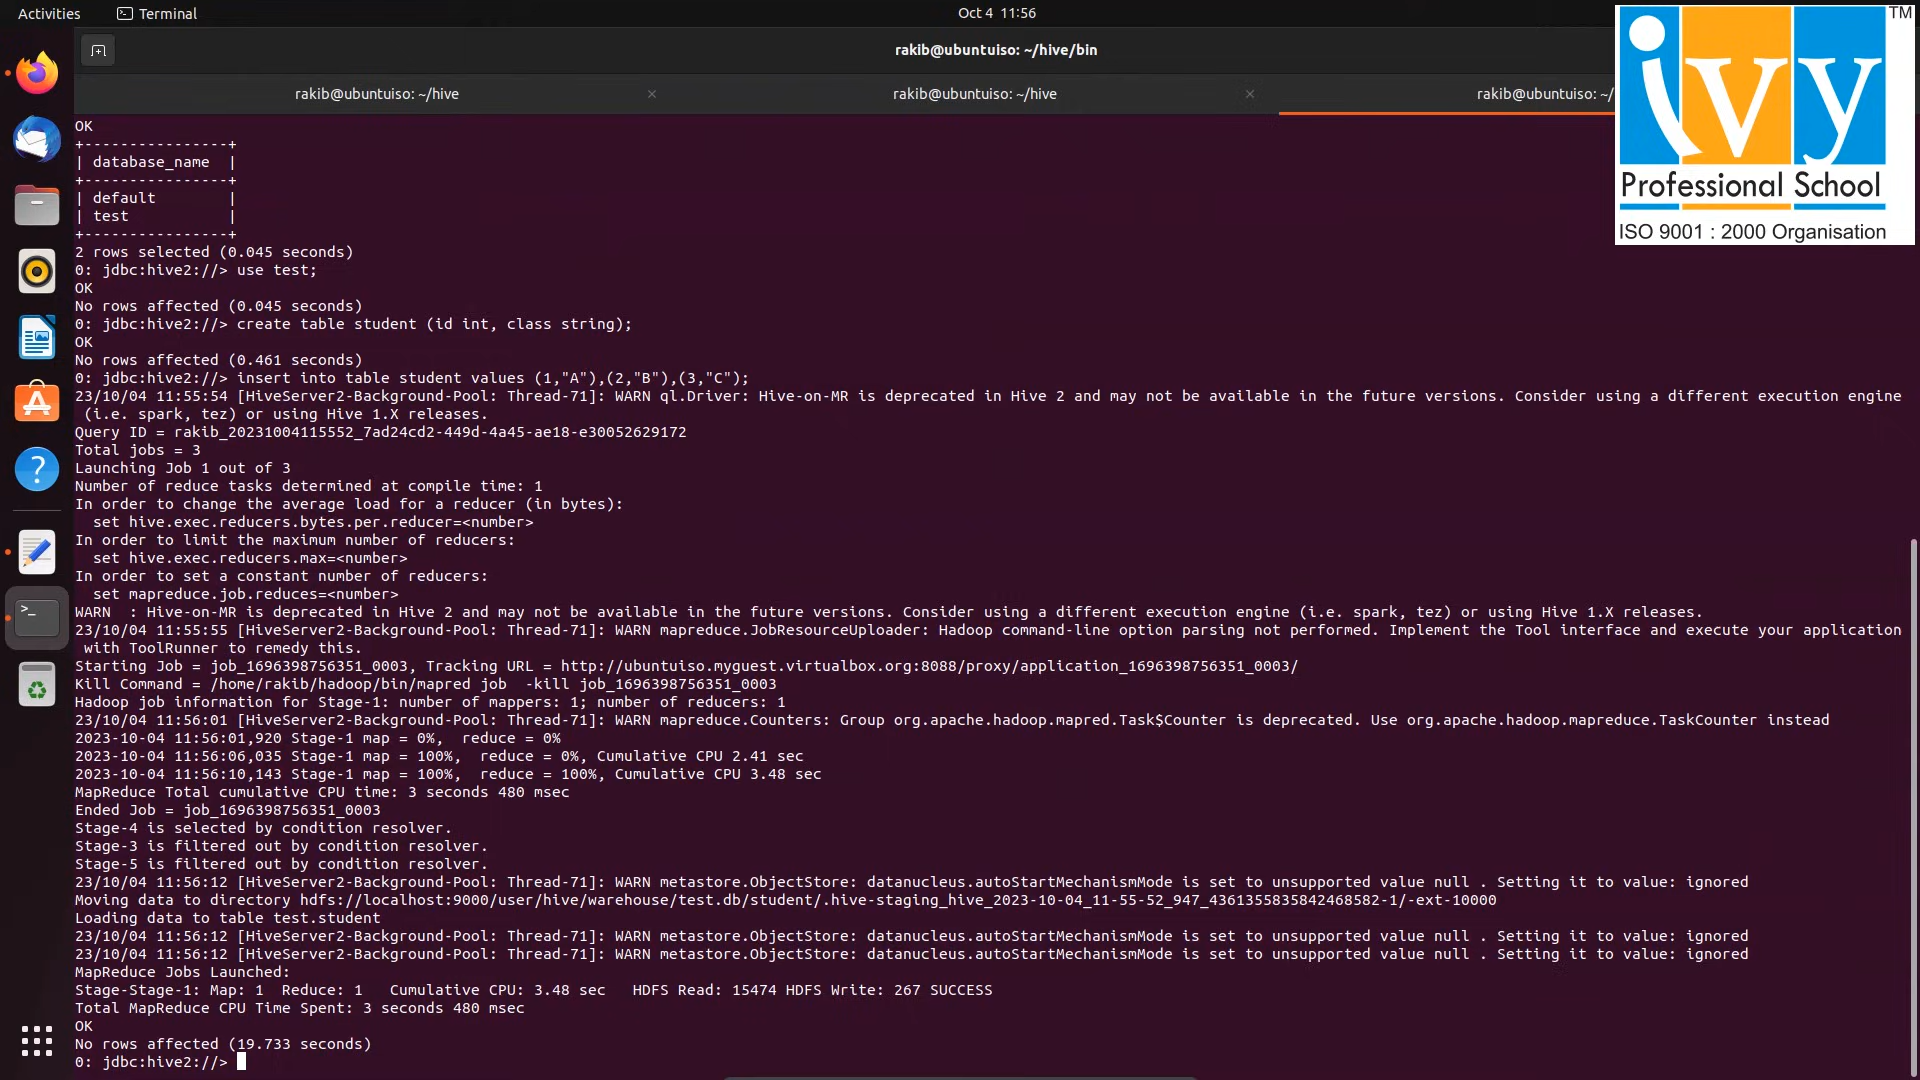 Activities
Terminal
Oct 4 11:56
rakib@ubuntuiso: ~/hive/bin
rakib@ubuntuiso: ~/hive
rakib@ubuntuiso: ~/hive
rakib@ubuntuiso: ~/
ivy
TM
Professional School
ISO 9001 : 2000 Organisation
OK
+----------------+
| database_name  |
+----------------+
| default        |
| test           |
+----------------+
2 rows selected (0.045 seconds)
0: jdbc:hive2://> use test;
OK
No rows affected (0.045 seconds)
0: jdbc:hive2://> create table student (id int, class string);
OK
No rows affected (0.461 seconds)
0: jdbc:hive2://> insert into table student values (1,"A"),(2,"B"),(3,"C");
23/10/04 11:55:54 [HiveServer2-Background-Pool: Thread-71]: WARN ql.Driver: Hive-on-MR is deprecated in Hive 2 and may not be available in the future versions. Consider using a different execution engine
 (i.e. spark, tez) or using Hive 1.X releases.
Query ID = rakib_20231004115552_7ad24cd2-449d-4a45-ae18-e30052629172
Total jobs = 3
Launching Job 1 out of 3
Number of reduce tasks determined at compile time: 1
In order to change the average load for a reducer (in bytes):
  set hive.exec.reducers.bytes.per.reducer=<number>
In order to limit the maximum number of reducers:
  set hive.exec.reducers.max=<number>
In order to set a constant number of reducers:
  set mapreduce.job.reduces=<number>
WARN  : Hive-on-MR is deprecated in Hive 2 and may not be available in the future versions. Consider using a different execution engine (i.e. spark, tez) or using Hive 1.X releases.
23/10/04 11:55:55 [HiveServer2-Background-Pool: Thread-71]: WARN mapreduce.JobResourceUploader: Hadoop command-line option parsing not performed. Implement the Tool interface and execute your application
 with ToolRunner to remedy this.
Starting Job = job_1696398756351_0003, Tracking URL = http://ubuntuiso.myguest.virtualbox.org:8088/proxy/application_1696398756351_0003/
Kill Command = /home/rakib/hadoop/bin/mapred job  -kill job_1696398756351_0003
Hadoop job information for Stage-1: number of mappers: 1; number of reducers: 1
23/10/04 11:56:01 [HiveServer2-Background-Pool: Thread-71]: WARN mapreduce.Counters: Group org.apache.hadoop.mapred.Task$Counter is deprecated. Use org.apache.hadoop.mapreduce.TaskCounter instead
2023-10-04 11:56:01,920 Stage-1 map = 0%,  reduce = 0%
2023-10-04 11:56:06,035 Stage-1 map = 100%,  reduce = 0%, Cumulative CPU 2.41 sec
2023-10-04 11:56:10,143 Stage-1 map = 100%,  reduce = 100%, Cumulative CPU 3.48 sec
MapReduce Total cumulative CPU time: 3 seconds 480 msec
Ended Job = job_1696398756351_0003
Stage-4 is selected by condition resolver.
Stage-3 is filtered out by condition resolver.
Stage-5 is filtered out by condition resolver.
23/10/04 11:56:12 [HiveServer2-Background-Pool: Thread-71]: WARN metastore.ObjectStore: datanucleus.autoStartMechanismMode is set to unsupported value null . Setting it to value: ignored
Moving data to directory hdfs://localhost:9000/user/hive/warehouse/test.db/student/.hive-staging_hive_2023-10-04_11-55-52_947_4361355835842468582-1/-ext-10000
Loading data to table test.student
23/10/04 11:56:12 [HiveServer2-Background-Pool: Thread-71]: WARN metastore.ObjectStore: datanucleus.autoStartMechanismMode is set to unsupported value null . Setting it to value: ignored
23/10/04 11:56:12 [HiveServer2-Background-Pool: Thread-71]: WARN metastore.ObjectStore: datanucleus.autoStartMechanismMode is set to unsupported value null . Setting it to value: ignored
MapReduce Jobs Launched:
Stage-Stage-1: Map: 1  Reduce: 1   Cumulative CPU: 3.48 sec   HDFS Read: 15474 HDFS Write: 267 SUCCESS
Total MapReduce CPU Time Spent: 3 seconds 480 msec
OK
No rows affected (19.733 seconds)
0: jdbc:hive2://>